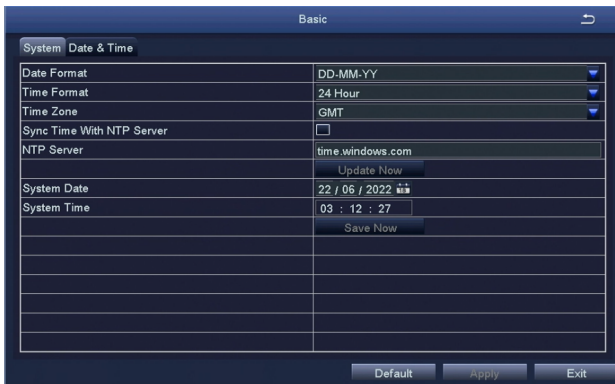 Basic
System Date & Time
Date Format DD-MM-YY
Time Format 24 Hour
Time Zone GMT
Sync Time With NTP Server
NTP Server time.windows.com
Update Now
System Date 22 / 06 / 2022 18
System Time 03 : 12 : 27
Save Now
Default Apply Exit